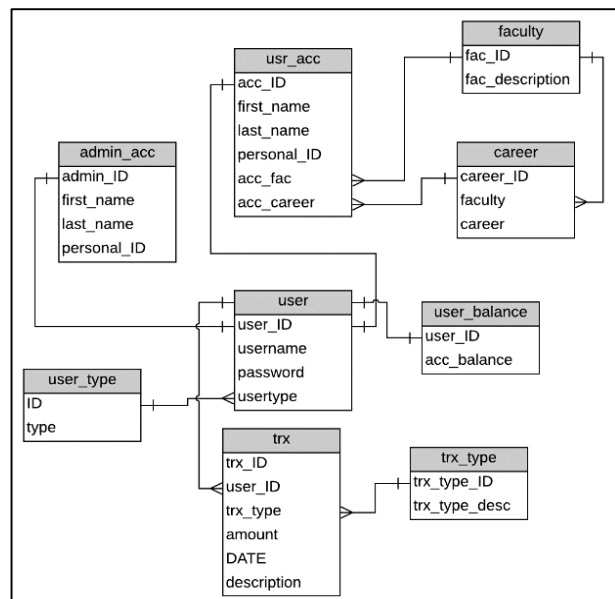 faculty
fac_ID
fac_description
usr_acc
acc_ID
first_name
last_name
personal_ID
acc_fac
acc_career
admin_acc
admin_ID
first_name
last_name
personal_ID
career
career_ID
faculty
career
user
user_ID
username
password
usertype
user_balance
user_ID
acc_balance
user_type
ID
type
trx
trx_ID
user_ID
trx_type
amount
DATE
description
trx_type
trx_type_ID
trx_type_desc